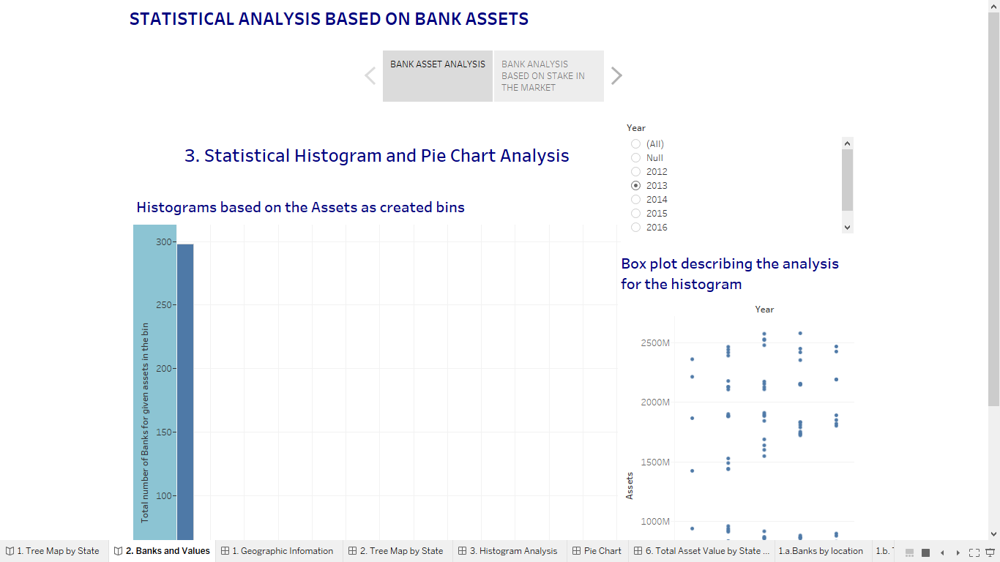 STATISTICAL ANALYSIS BASED ON BANK ASSETS
BANK ASSET ANALYSIS
BANK ANALYSIS
BASED ON STAKE IN
THE MARKET
Year
(All)
Null
2012
2013
2014
2015
2016
3. Statistical Histogram and Pie Chart Analysis
Histograms based on the Assets as created bins
300
250
200
150
100
Total number of Banks for given assets in the bin
Box plot describing the analysis
for the histogram
Year
2500M
2000M
1500M
1000M
Assets
1. Tree Map by State
2. Banks and Values
1. Geographic Infomation
2. Tree Map by State
3. Histogram Analysis
Pie Chart
6. Total Asset Value by State ...
1.a.Banks by location
1.b.